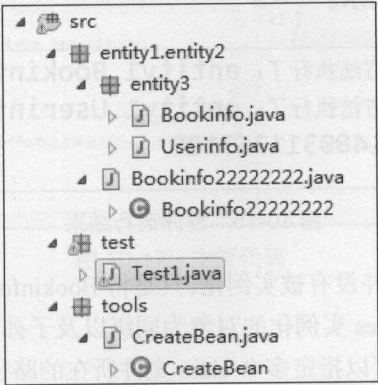 src
entity1.entity2
entity3
Bookinfo.java
Userinfo.java
Bookinfo22222222.java
Bookinfo22222222
test
Test1.java
tools
CreateBean.java
CreateBean